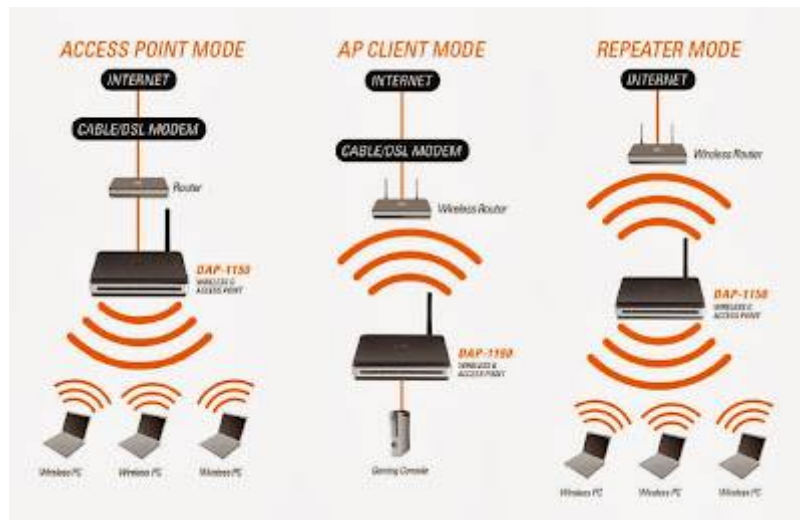 ACCESS POINT MODE
INTERNET
CABLE/DSL MODEM
Router
DAP-1150
WIRELESS G
ACCESS POINT
Wireless PC
Wireless PC
Wireless PC
AP CLIENT MODE
INTERNET
CABLE/DSL MODEM
Wireless Router
DAP-1150
WIRELESS G
ACCESS POINT
Gaming Console
REPEATER MODE
INTERNET
Wireless Router
DAP-1150
WIRELESS G
ACCESS POINT
Wireless PC
Wireless PC
Wireless PC